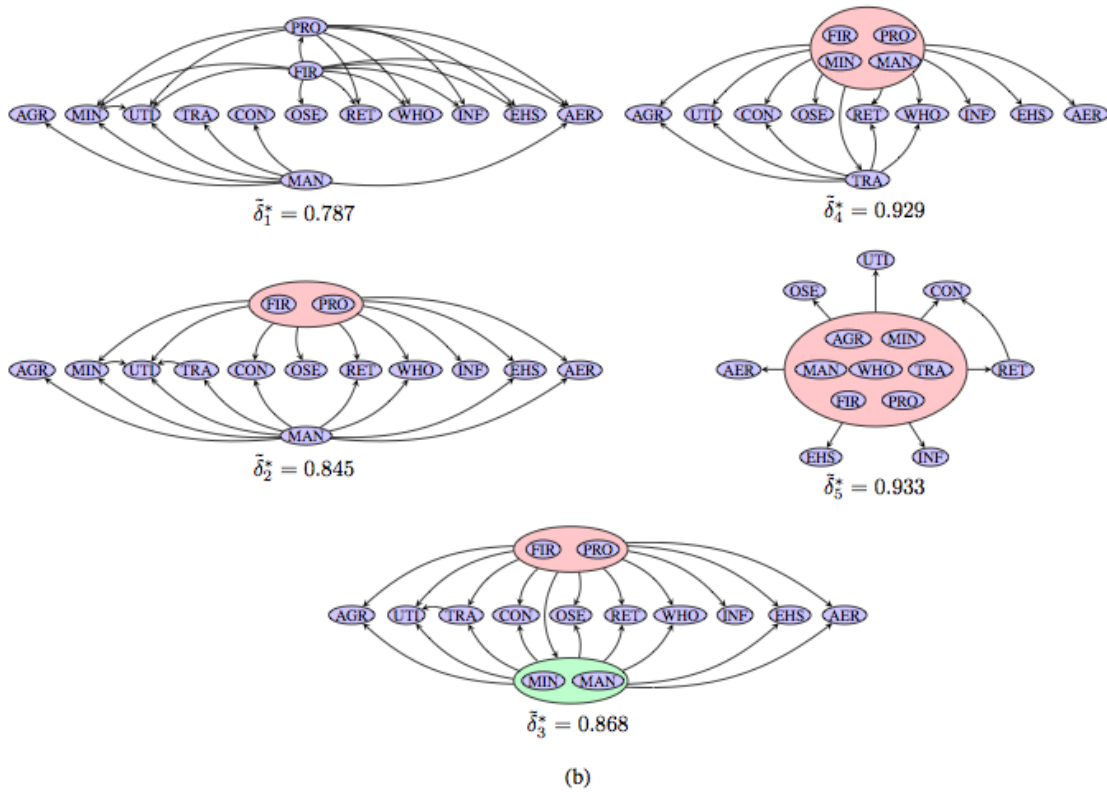 PRO
FIR
AGR MIN UTI TRA CON OSE RET WHO INF EHS AER
MAN
δ̃₁* = 0.787
FIR PRO
MIN MAN
AGR UTI CON OSE RET WHO INF EHS AER
TRA
δ̃₄* = 0.929
FIR PRO
AGR MIN UTI TRA CON OSE RET WHO INF EHS AER
MAN
δ̃₂* = 0.845
UTI
OSE CON
AGR MIN
AER MAN WHO TRA RET
FIR PRO
EHS INF
δ̃₅* = 0.933
FIR PRO
AGR UTI TRA CON OSE RET WHO INF EHS AER
MIN MAN
δ̃₃* = 0.868
(b)